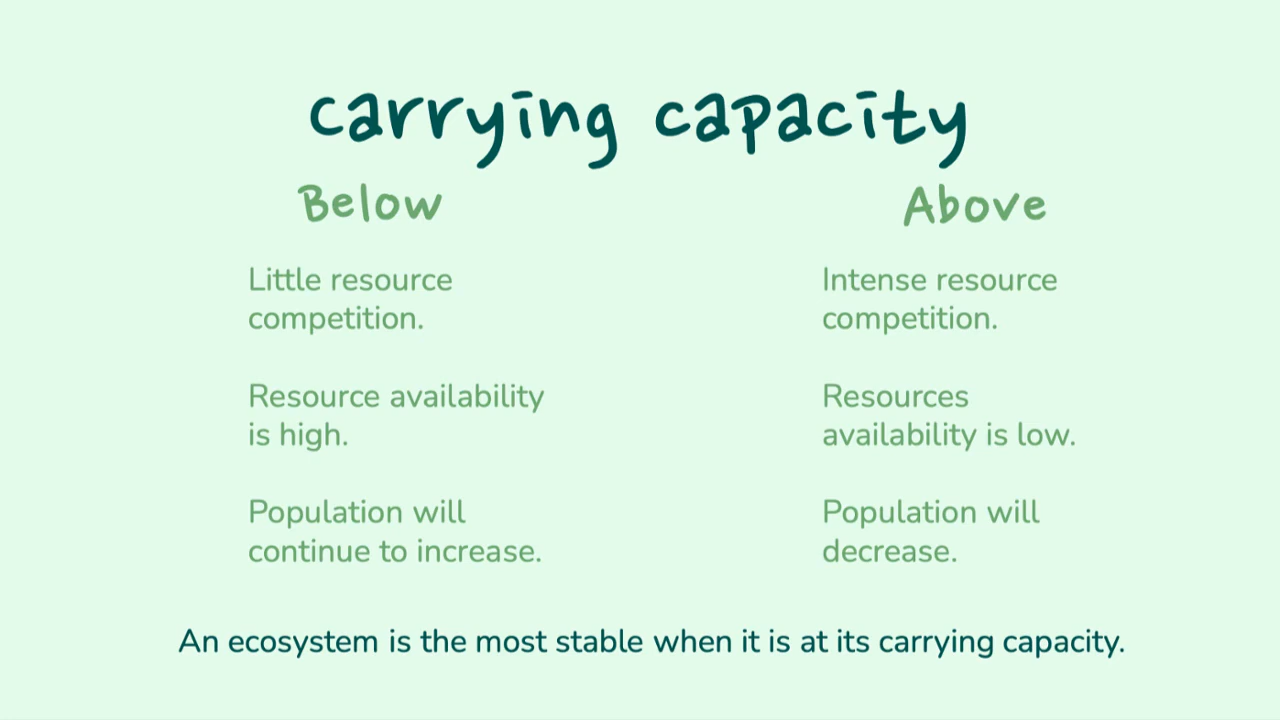 carrying capacity
Below
Little resource
competition.
Resource availability
is high.
Population will
continue to increase.
Above
Intense resource
competition.
Resources
availability is low.
Population will
decrease.
An ecosystem is the most stable when it is at its carrying capacity.